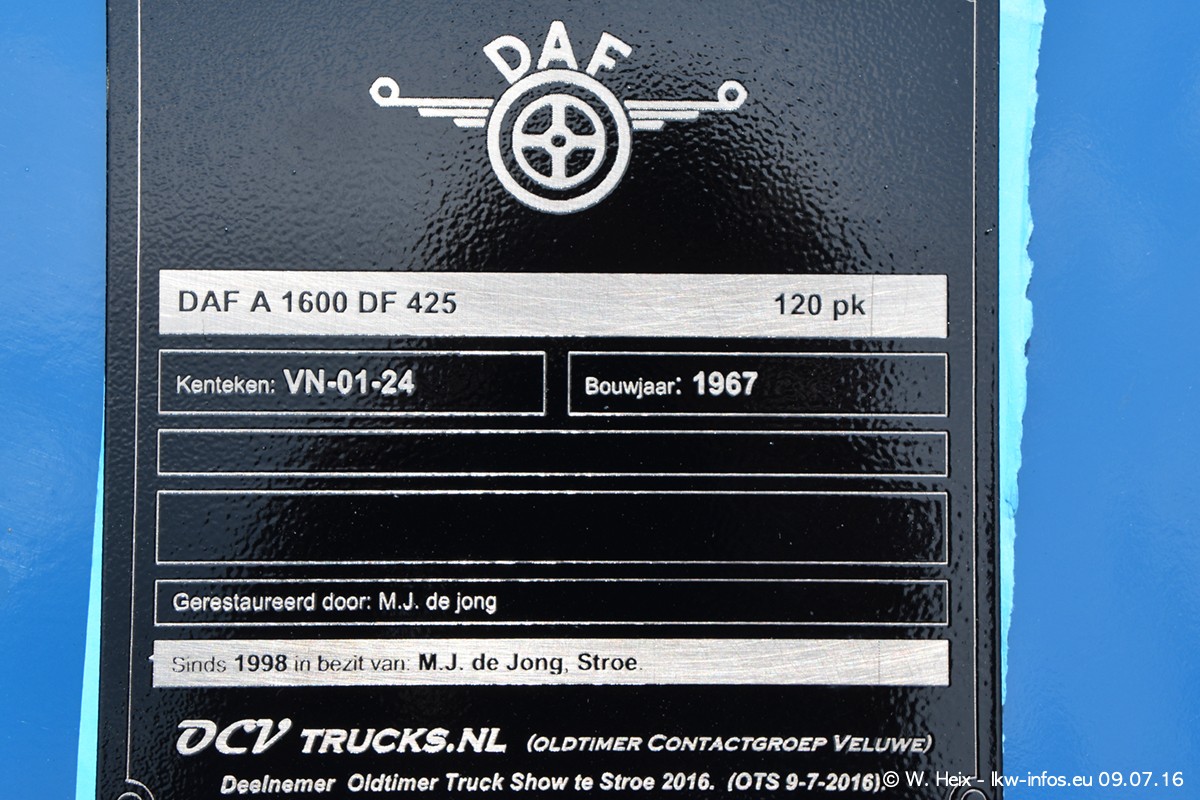 DAF
DAF A 1600 DF 425 120 pk
Kenteken: VN-01-24 Bouwjaar: 1967
Gerestaureerd door: M.J. de jong
Sinds 1998 in bezit van: M.J. de Jong, Stroe.
OCV TRUCKS.NL (OLDTIMER CONTACTGROEP VELUWE)
Deelnemer Oldtimer Truck Show te Stroe 2016. (OTS 9-7-2016).
© W. Heix - lkw-infos.eu 09.07.16